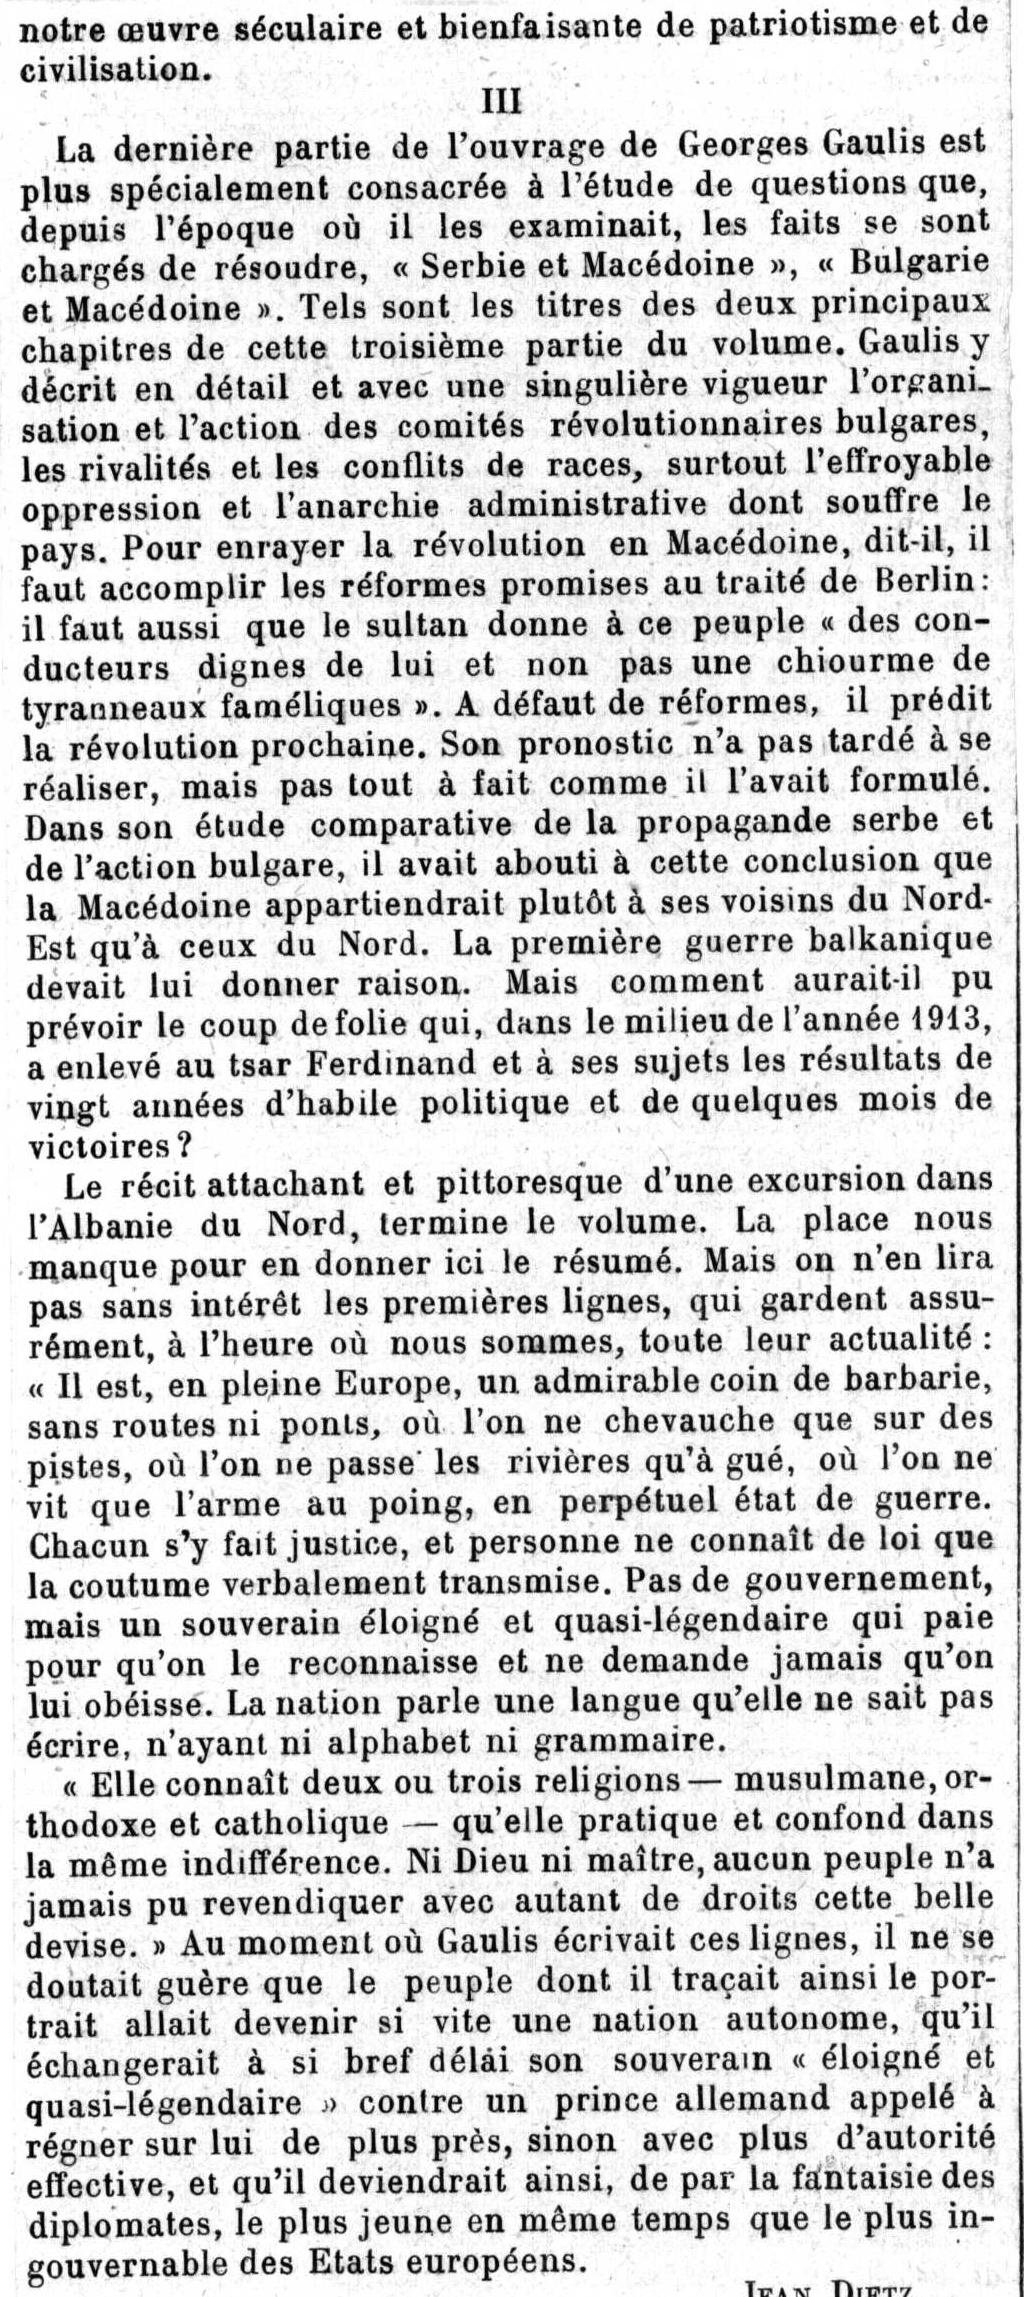 notre œuvre séculaire et bienfaisante de patriotisme et de
civilisation.
III
La dernière partie de l'ouvrage de Georges Gaulis est
plus spécialement consacrée à l'étude de questions que,
depuis l'époque où il les examinait, les faits se sont
chargés de résoudre, « Serbie et Macédoine », « Bulgarie
et Macédoine ». Tels sont les titres des deux principaux
chapitres de cette troisième partie du volume. Gaulis y
décrit en détail et avec une singulière vigueur l'organi-
sation et l'action des comités révolutionnaires bulgares,
les rivalités et les conflits de races, surtout l'effroyable
oppression et l'anarchie administrative dont souffre le
pays. Pour enrayer la révolution en Macédoine, dit-il, il
faut accomplir les réformes promises au traité de Berlin:
il faut aussi que le sultan donne à ce peuple « des con-
ducteurs dignes de lui et non pas une chiourme de
tyranneaux faméliques ». A défaut de réformes, il prédit
la révolution prochaine. Son pronostic n'a pas tardé à se
réaliser, mais pas tout à fait comme il l'avait formulé.
Dans son étude comparative de la propagande serbe et
de l'action bulgare, il avait abouti à cette conclusion que
la Macédoine appartiendrait plutôt à ses voisins du Nord-
Est qu'à ceux du Nord. La première guerre balkanique
devait lui donner raison. Mais comment aurait-il pu
prévoir le coup de folie qui, dans le milieu de l'année 1913,
a enlevé au tsar Ferdinand et à ses sujets les résultats de
vingt années d'habile politique et de quelques mois de
victoires ?
Le récit attachant et pittoresque d'une excursion dans
l'Albanie du Nord, termine le volume. La place nous
manque pour en donner ici le résumé. Mais on n'en lira
pas sans intérêt les premières lignes, qui gardent assu-
rément, à l'heure où nous sommes, toute leur actualité :
« Il est, en pleine Europe, un admirable coin de barbarie,
sans routes ni ponts, où l'on ne chevauche que sur des
pistes, où l'on ne passe les rivières qu'à gué, où l'on ne
vit que l'arme au poing, en perpétuel état de guerre.
Chacun s'y fait justice, et personne ne connaît de loi que
la coutume verbalement transmise. Pas de gouvernement,
mais un souverain éloigné et quasi-légendaire qui paie
pour qu'on le reconnaisse et ne demande jamais qu'on
lui obéisse. La nation parle une langue qu'elle ne sait pas
écrire, n'ayant ni alphabet ni grammaire.
« Elle connaît deux ou trois religions — musulmane, or-
thodoxe et catholique — qu'elle pratique et confond dans
la même indifférence. Ni Dieu ni maître, aucun peuple n'a
jamais pu revendiquer avec autant de droits cette belle
devise. » Au moment où Gaulis écrivait ces lignes, il ne se
doutait guère que le peuple dont il traçait ainsi le por-
trait allait devenir si vite une nation autonome, qu'il
échangerait à si bref délai son souverain « éloigné et
quasi-légendaire » contre un prince allemand appelé à
régner sur lui de plus près, sinon avec plus d'autorité
effective, et qu'il deviendrait ainsi, de par la fantaisie des
diplomates, le plus jeune en même temps que le plus in-
gouvernable des Etats européens.
JEAN DIETZ